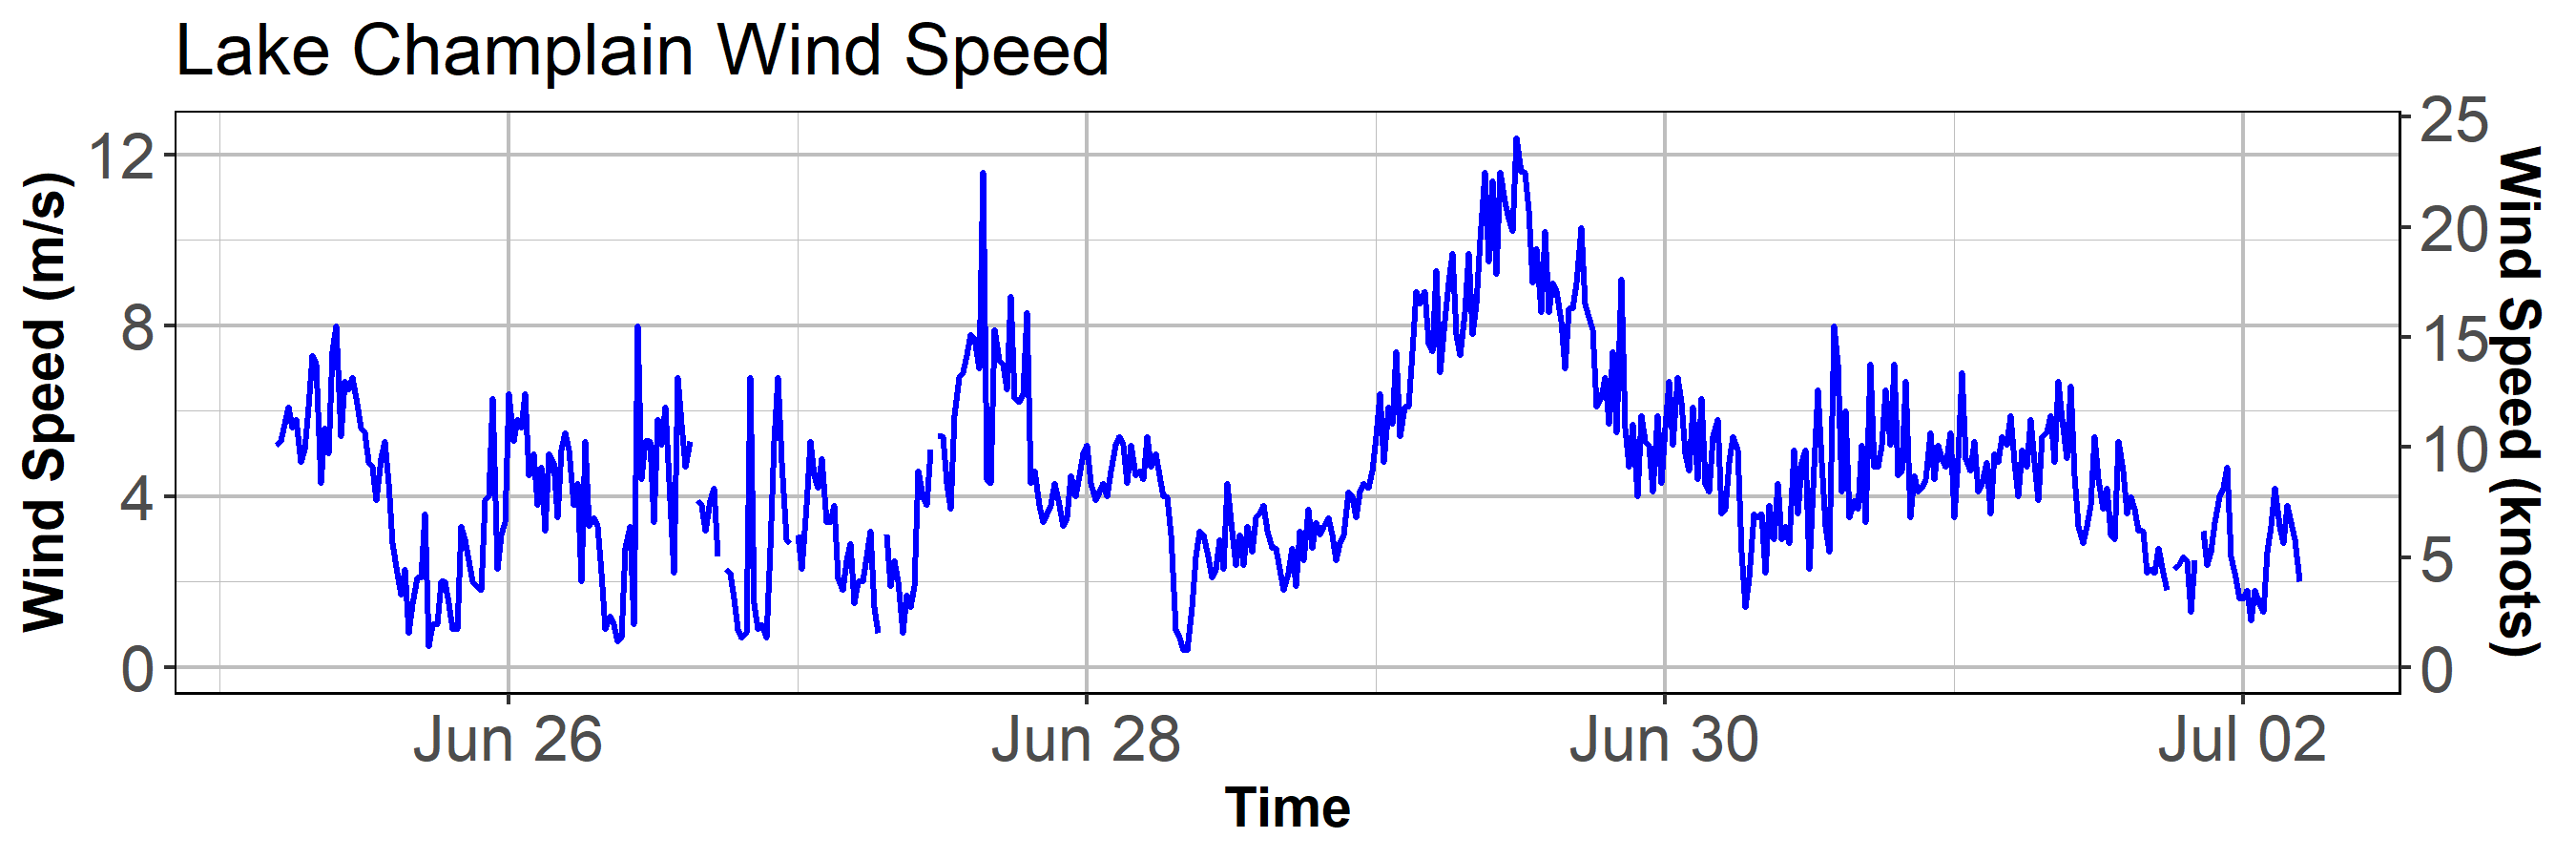 Lake Champlain Wind Speed
Wind Speed (m/s)
12
8
4
0
25
20
15
10
5
0
Wind Speed (knots)
Jun 26
Jun 28
Jun 30
Jul 02
Time